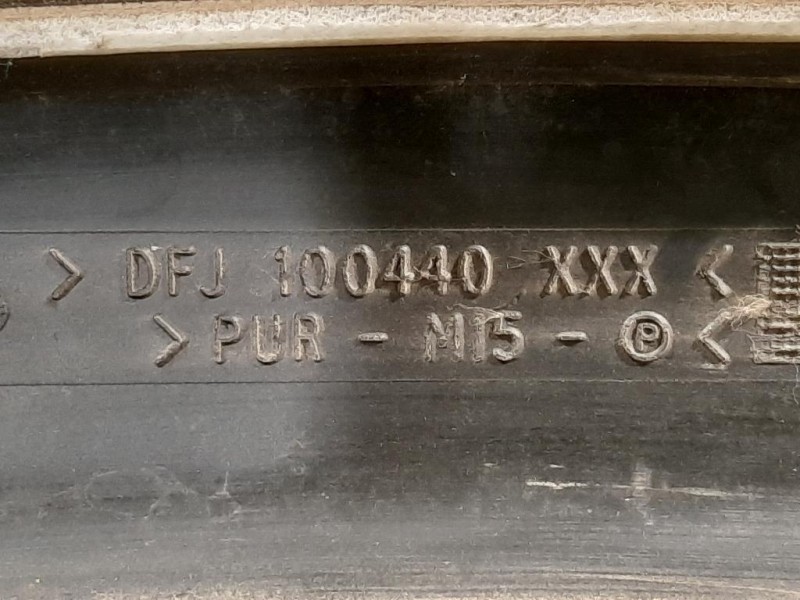 > DFJ 100440 XXX <
> PUR - M15 - Ⓟ <